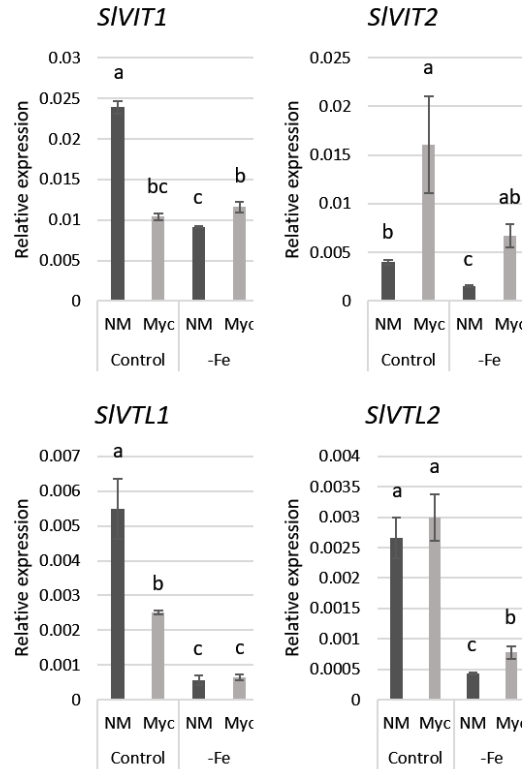 SlVIT1
0.03
0.025
0.02
0.015
0.01
0.005
0
Relative expression
a
bc
c
b
NM Myc NM Myc
Control -Fe
SlVIT2
0.025
0.02
0.015
0.01
0.005
0
Relative expression
b
a
c
ab
NM Myc NM Myc
Control -Fe
SlVTL1
0.007
0.006
0.005
0.004
0.003
0.002
0.001
0
Relative expression
a
b
c
c
NM Myc NM Myc
Control -Fe
SlVTL2
0.004
0.0035
0.003
0.0025
0.002
0.0015
0.001
0.0005
0
Relative expression
a
a
c
b
NM Myc NM Myc
Control -Fe